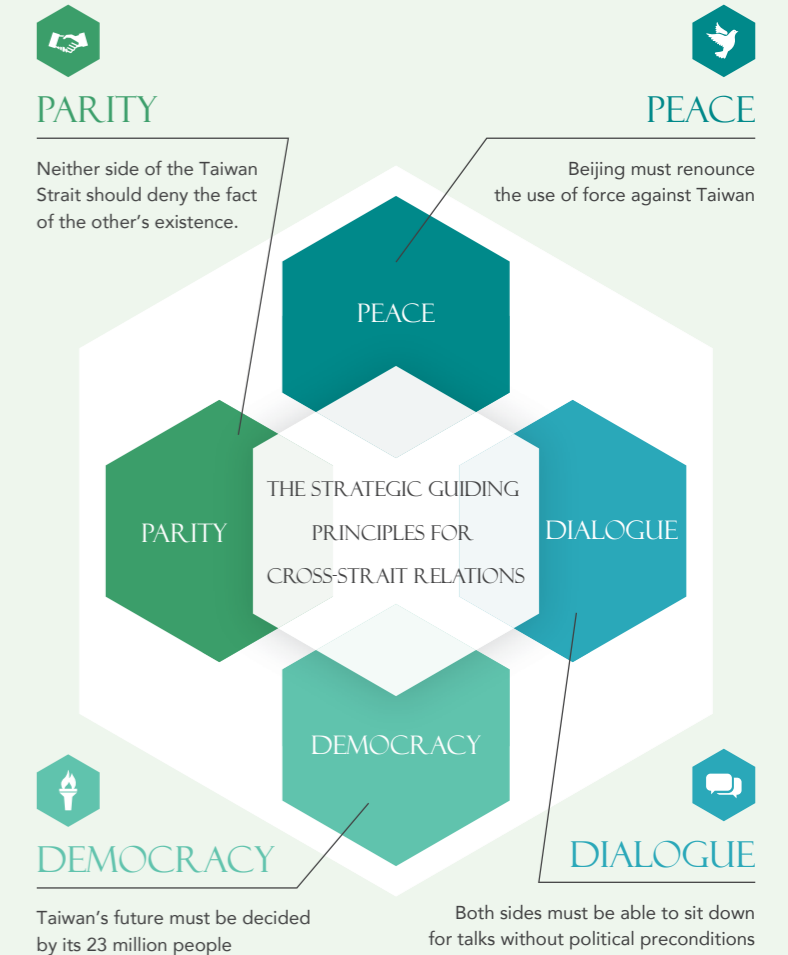 PARITY
Neither side of the Taiwan
Strait should deny the fact
of the other's existence.
PEACE
Beijing must renounce
the use of force against Taiwan
PEACE
PARITY
THE STRATEGIC GUIDING
PRINCIPLES FOR
CROSS-STRAIT RELATIONS
DIALOGUE
DEMOCRACY
DEMOCRACY
Taiwan's future must be decided
by its 23 million people
DIALOGUE
Both sides must be able to sit down
for talks without political preconditions